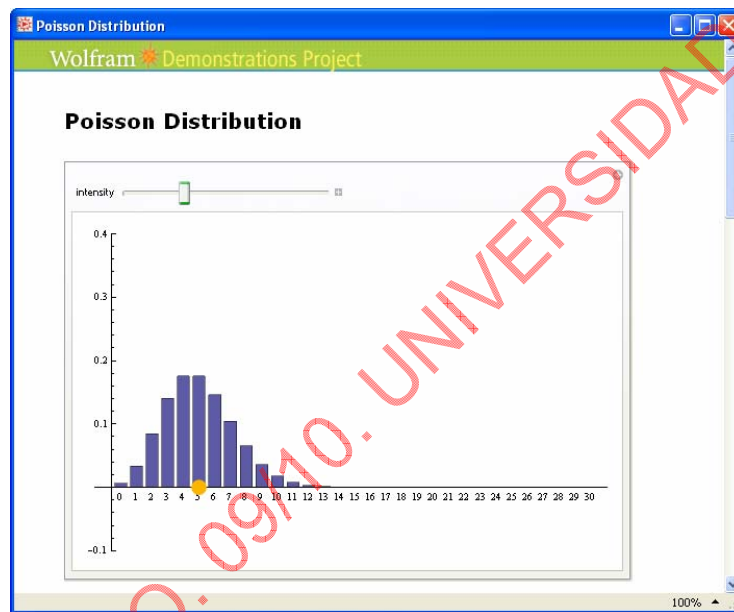 Poisson Distribution
Wolfram Demonstrations Project
Poisson Distribution
intensity
0.4
0.3
0.2
0.1
0 1 2 3 4 5 6 7 8 9 10 11 12 13 14 15 16 17 18 19 20 21 22 23 24 25 26 27 28 29 30
-0.1
100%
O. 09/10. UNIVERSIDAD